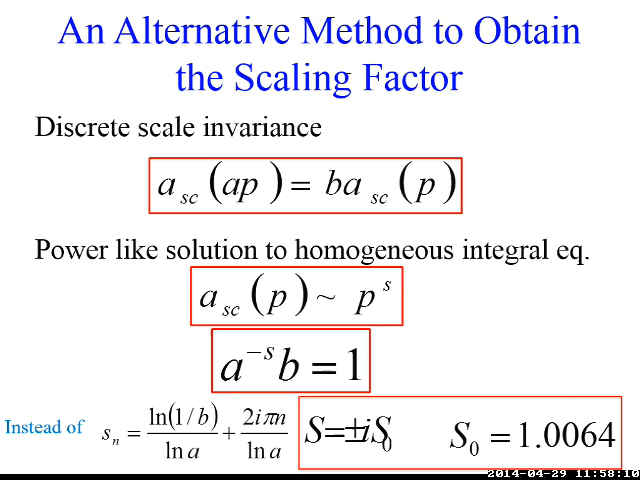 An Alternative Method to Obtain
the Scaling Factor
Discrete scale invariance
a_sc (ap) = ba_sc (p)
Power like solution to homogeneous integral eq.
a_sc (p) ~ p^s
a^{-s} b = 1
Instead of s_n = ln(1/b)/ln a + 2iπn/ln a S=±iS_0 S_0 = 1.0064
2014-04-29 11:58:10